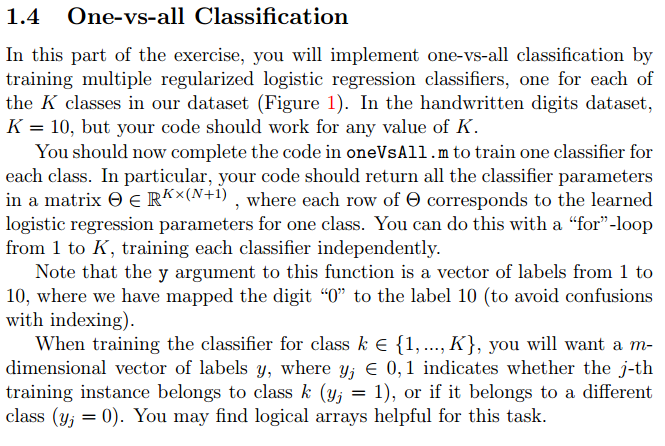 1.4 One-vs-all Classification
In this part of the exercise, you will implement one-vs-all classification by
training multiple regularized logistic regression classifiers, one for each of
the K classes in our dataset (Figure 1). In the handwritten digits dataset,
K = 10, but your code should work for any value of K.
You should now complete the code in oneVsAll.m to train one classifier for
each class. In particular, your code should return all the classifier parameters
in a matrix Θ ∈ ℝ^{K×(N+1)} , where each row of Θ corresponds to the learned
logistic regression parameters for one class. You can do this with a “for”-loop
from 1 to K, training each classifier independently.
Note that the y argument to this function is a vector of labels from 1 to
10, where we have mapped the digit “0” to the label 10 (to avoid confusions
with indexing).
When training the classifier for class k ∈ {1, ..., K}, you will want a m-
dimensional vector of labels y, where y_j ∈ 0, 1 indicates whether the j-th
training instance belongs to class k (y_j = 1), or if it belongs to a different
class (y_j = 0). You may find logical arrays helpful for this task.